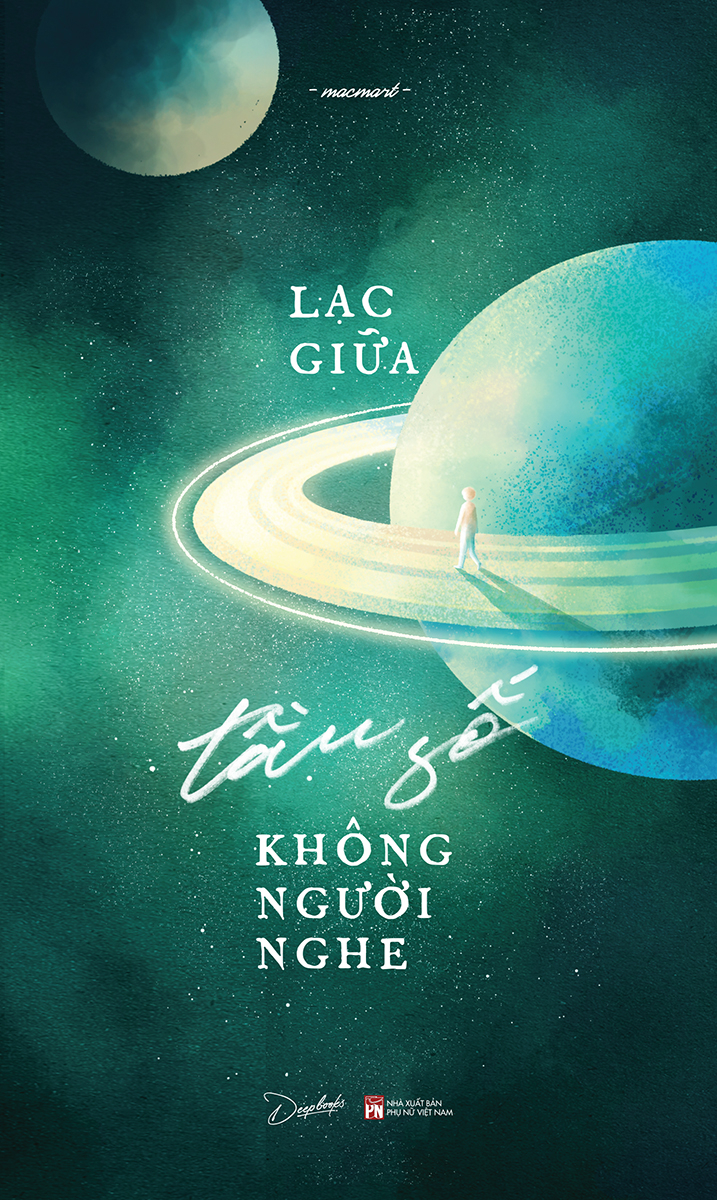 - macmart -
LẠC
GIỮA
tần số
KHÔNG
NGƯỜI
NGHE
Deepbooks
PN
NHÀ XUẤT BẢN
PHỤ NỮ VIỆT NAM